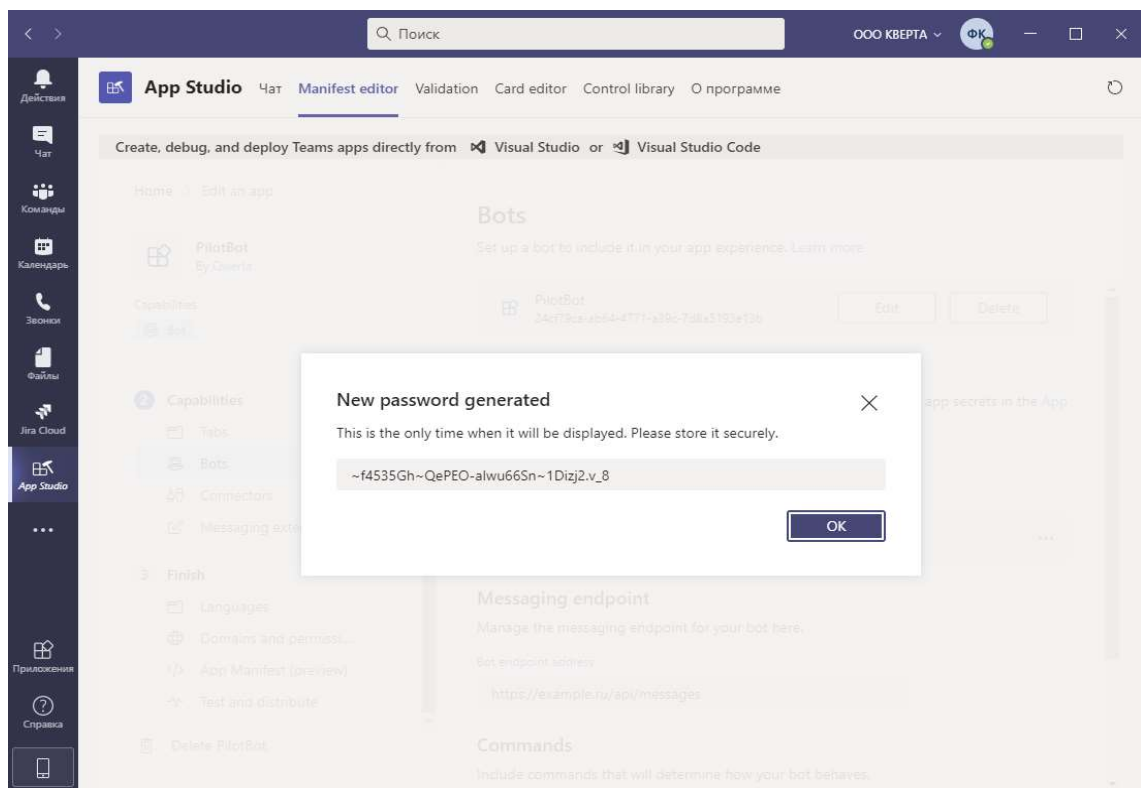 Поиск
ООО КВЕРТА
ФК
Действия
Чат
Команды
Календарь
Звонки
Файлы
Jira Cloud
App Studio
Приложения
Справка
App Studio Чат Manifest editor Validation Card editor Control library О программе
Create, debug, and deploy Teams apps directly from Visual Studio or Visual Studio Code
Home > Edit an app
PilotBot
By Qwerta
Capabilities
Bot
2 Capabilities
Tabs
Bots
Connectors
Messaging exte
3 Finish
Languages
Domains and permissi...
App Manifest (preview)
Test and distribute
Delete PilotBot
Bots
Set up a bot to include it in your app experience. Learn more.
PilotBot
Edit Delete
app secrets in the App
New password generated
This is the only time when it will be displayed. Please store it securely.
~f4535Gh~QePEO-alwu66Sn~1Dizj2.v_8
OK
Messaging endpoint
Manage the messaging endpoint for your bot here.
Bot endpoint address
https://example.ru/api/messages
Commands
Include commands that will determine how your bot behaves.